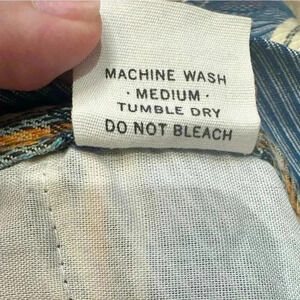 MACHINE WASH
· MEDIUM ·
TUMBLE DRY
DO NOT BLEACH